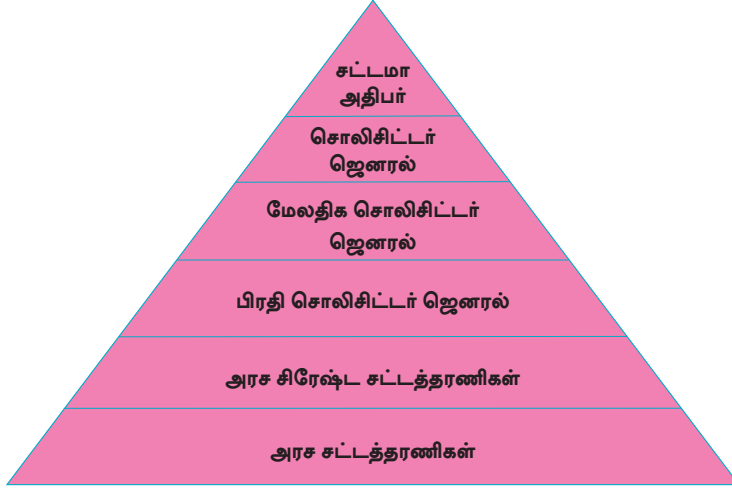 சட்டமா
அதிபர்
சொலிசிட்டர்
ஜெனரல்
மேலதிக சொலிசிட்டர்
ஜெனரல்
பிரதி சொலிசிட்டர் ஜெனரல்
அரச சிரேஷ்ட சட்டத்தரணிகள்
அரச சட்டத்தரணிகள்